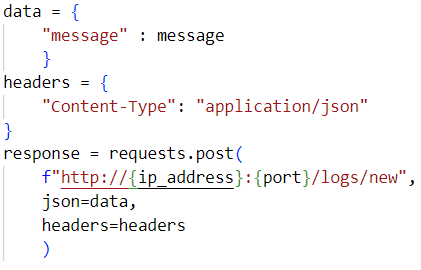 data = {
    "message" : message
    }
headers = {
    "Content-Type": "application/json"
}
response = requests.post(
    f"http://{ip_address}:{port}/logs/new",
    json=data,
    headers=headers
    )